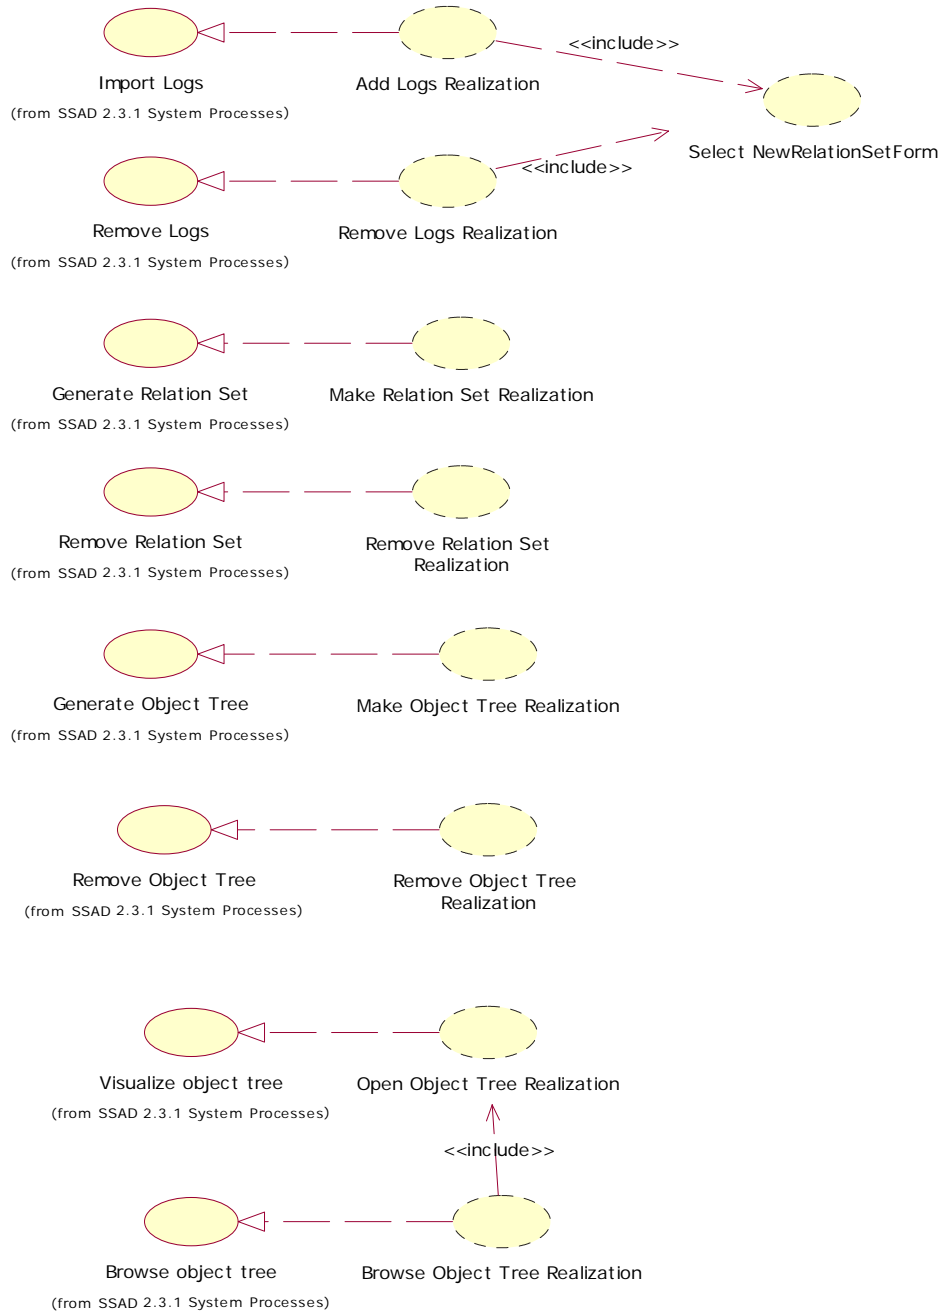 <<include>>
Import Logs
(from SSAD 2.3.1 System Processes)
Add Logs Realization
Select NewRelationSetForm
<<include>>
Remove Logs
(from SSAD 2.3.1 System Processes)
Remove Logs Realization
Generate Relation Set
(from SSAD 2.3.1 System Processes)
Make Relation Set Realization
Remove Relation Set
(from SSAD 2.3.1 System Processes)
Remove Relation Set
Realization
Generate Object Tree
(from SSAD 2.3.1 System Processes)
Make Object Tree Realization
Remove Object Tree
(from SSAD 2.3.1 System Processes)
Remove Object Tree
Realization
Visualize object tree
(from SSAD 2.3.1 System Processes)
Open Object Tree Realization
<<include>>
Browse object tree
(from SSAD 2.3.1 System Processes)
Browse Object Tree Realization